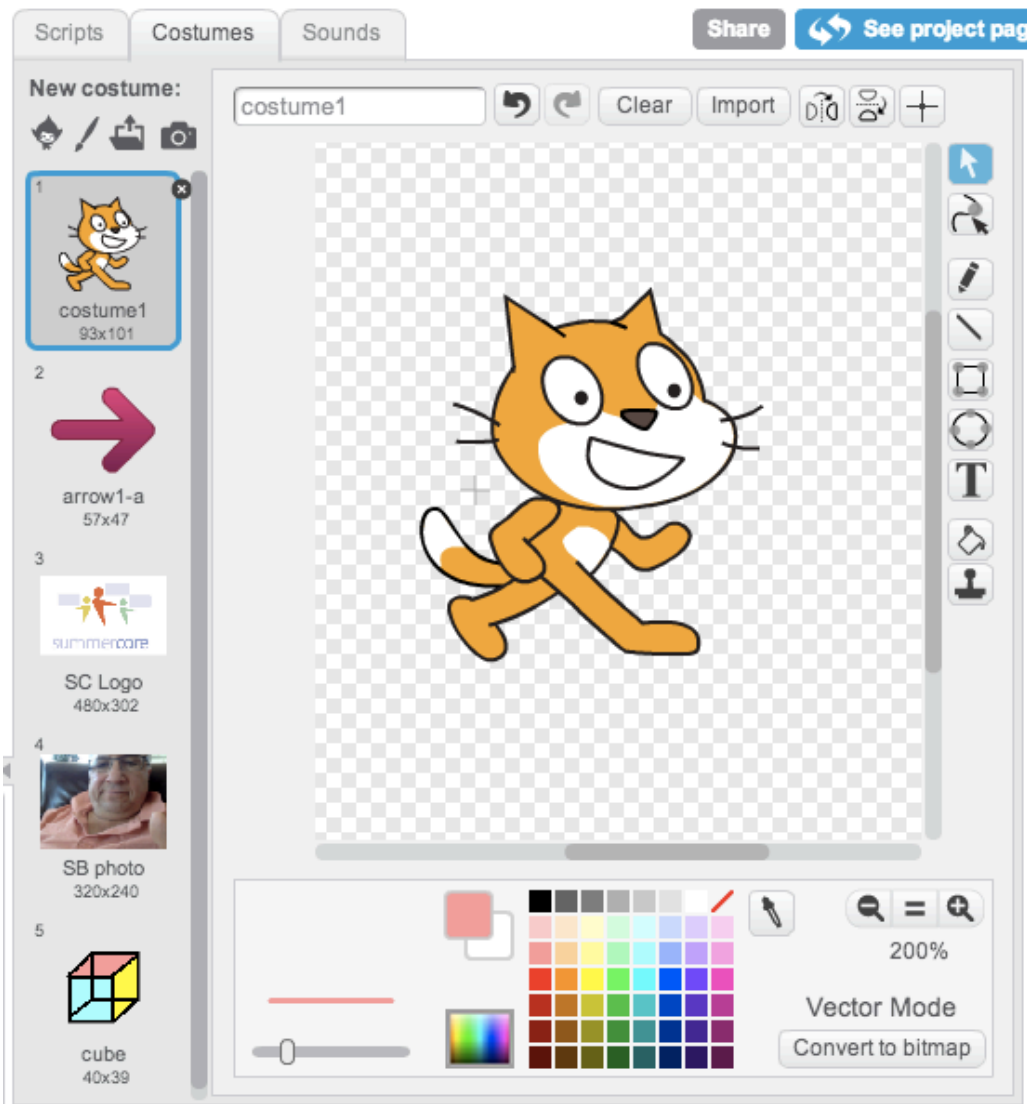 Scripts
Costumes
Sounds
Share
See project pag
New costume:
costume1
Clear
Import
1
costume1
93x101
2
arrow1-a
57x47
3
summercore
SC Logo
480x302
4
SB photo
320x240
5
cube
40x39
T
200%
Vector Mode
Convert to bitmap